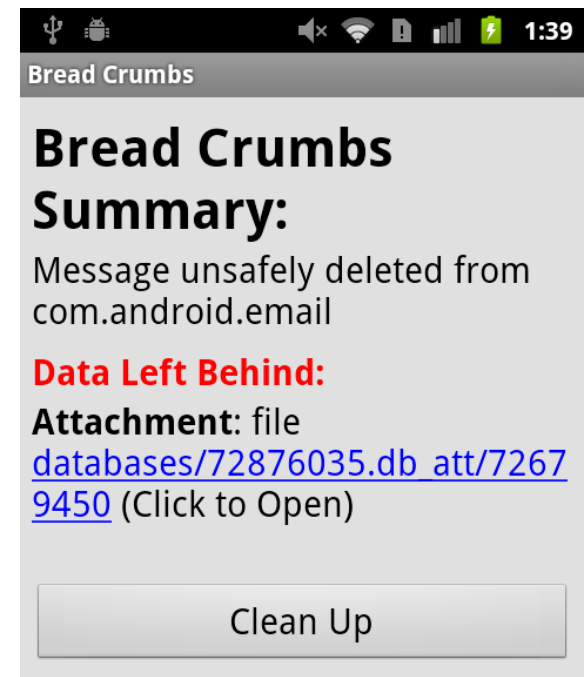 1:39
Bread Crumbs
Bread Crumbs
Summary:
Message unsafely deleted from
com.android.email
Data Left Behind:
Attachment: file
databases/72876035.db_att/7267
9450 (Click to Open)
Clean Up